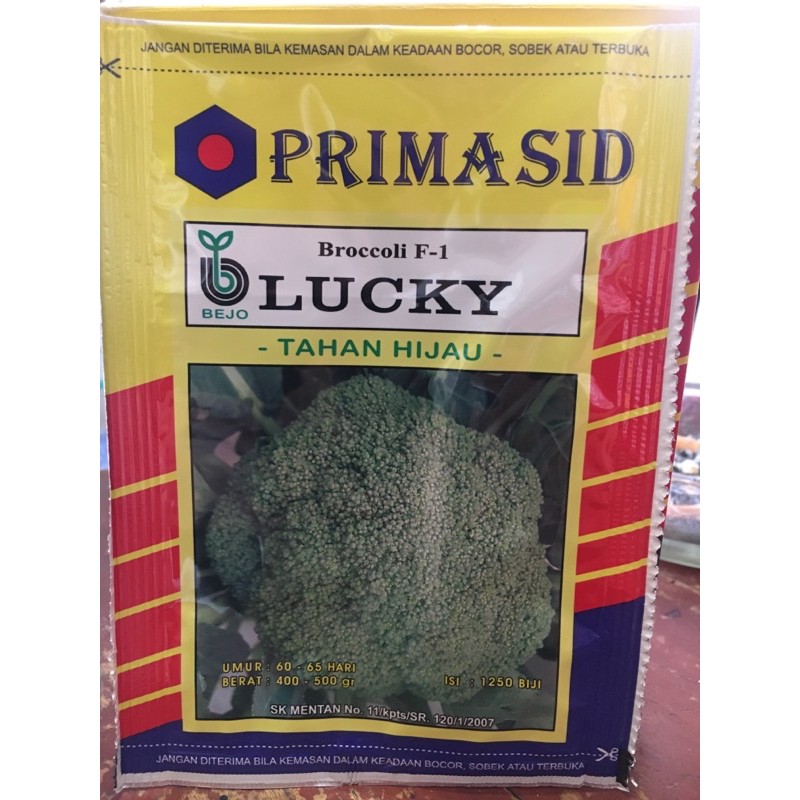 JANGAN DITERIMA BILA KEMASAN DALAM KEADAAN BOCOR, SOBEK ATAU TERBUKA
PRIMASID
Broccoli F-1
BEJO
LUCKY
- TAHAN HIJAU -
UMUR : 60 - 65 HARI
BERAT : 400 - 500 gr
ISI : 1250 BIJI
SK MENTAN No. 11/kpts/SR. 120/1/2007
JANGAN DITERIMA BILA KEMASAN DALAM KEADAAN BOCOR, SOBEK ATAU TERBUKA